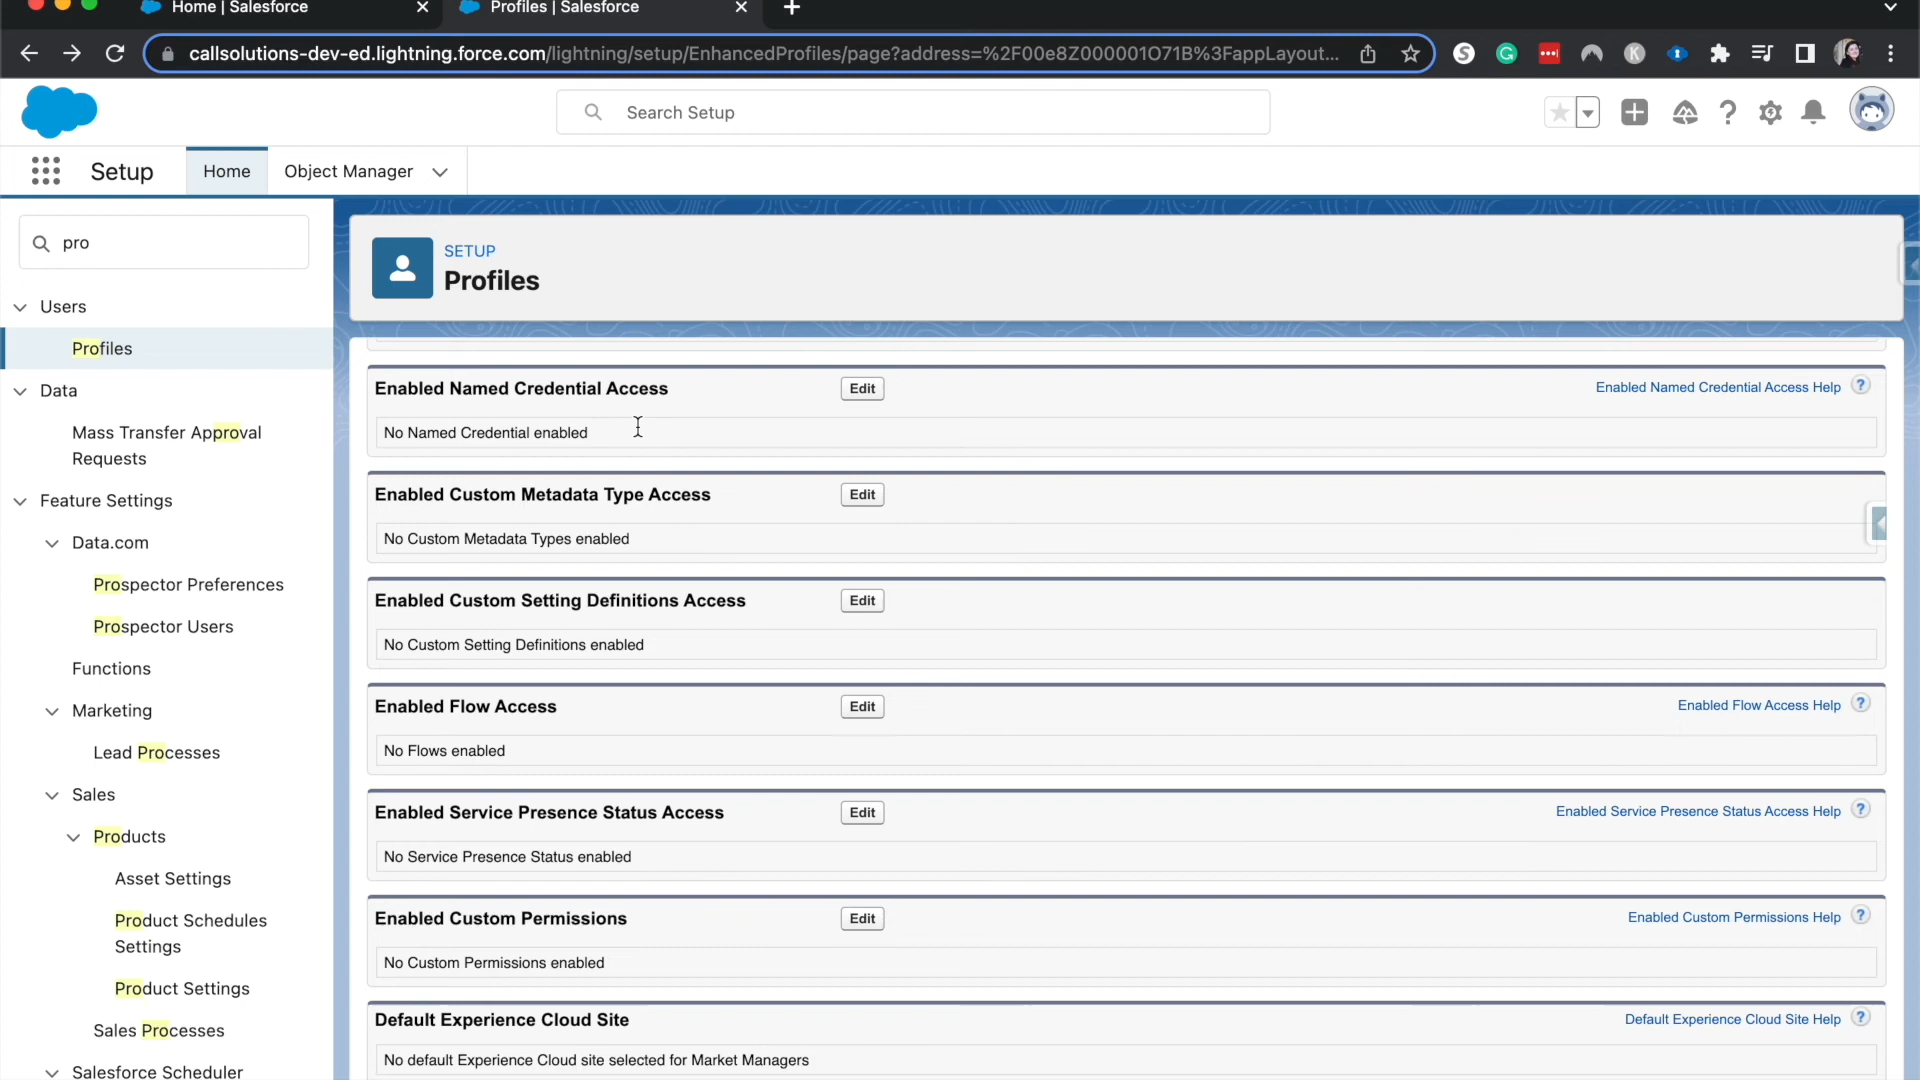 Home | Salesforce
Profiles | Salesforce
callsolutions-dev-ed.lightning.force.com/lightning/setup/EnhancedProfiles/page?address=%2F00e8Z000001O71B%3FappLayout...
Search Setup
Setup
Home
Object Manager
pro
Users
Profiles
Data
Mass Transfer Approval
Requests
Feature Settings
Data.com
Prospector Preferences
Prospector Users
Functions
Marketing
Lead Processes
Sales
Products
Asset Settings
Product Schedules
Settings
Product Settings
Sales Processes
Salesforce Scheduler
SETUP
Profiles
Enabled Named Credential Access
Edit
Enabled Named Credential Access Help ?
No Named Credential enabled
Enabled Custom Metadata Type Access
Edit
No Custom Metadata Types enabled
Enabled Custom Setting Definitions Access
Edit
No Custom Setting Definitions enabled
Enabled Flow Access
Edit
Enabled Flow Access Help ?
No Flows enabled
Enabled Service Presence Status Access
Edit
Enabled Service Presence Status Access Help ?
No Service Presence Status enabled
Enabled Custom Permissions
Edit
Enabled Custom Permissions Help ?
No Custom Permissions enabled
Default Experience Cloud Site
Default Experience Cloud Site Help ?
No default Experience Cloud site selected for Market Managers